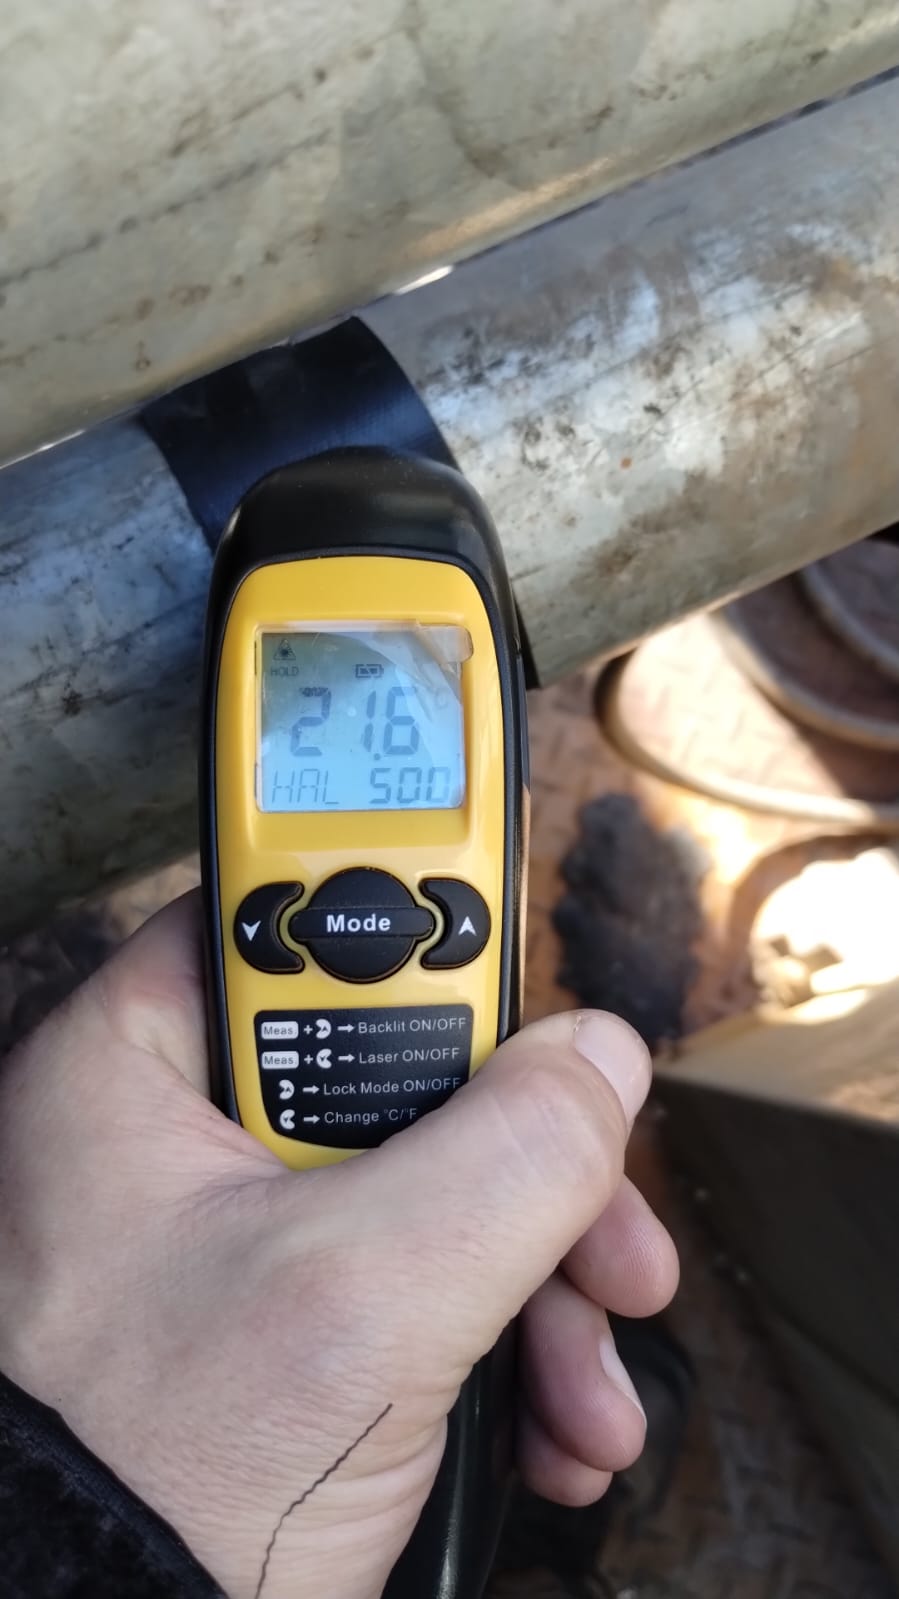 HOLD
21.6
HAL 500
Mode
Meas + → Backlit ON/OFF
Meas + → Laser ON/OFF
→ Lock Mode ON/OFF
→ Change °C/°F